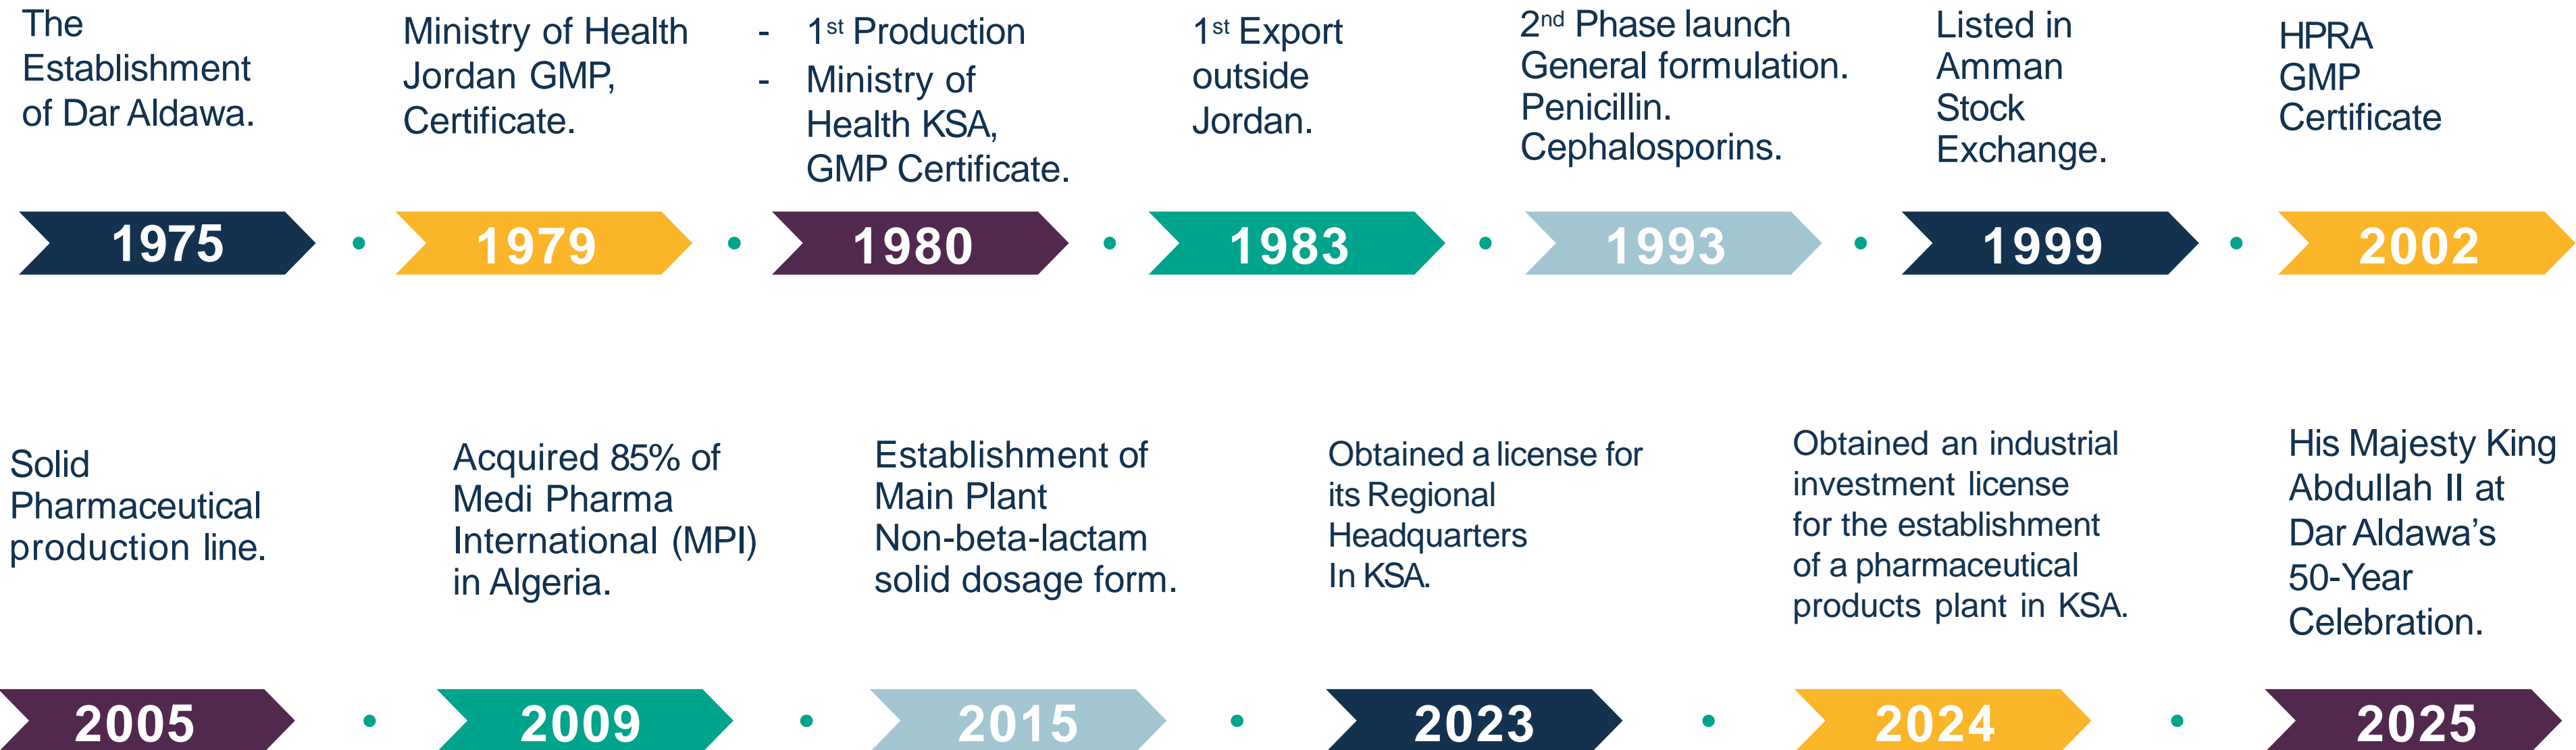 The
Establishment
of Dar Aldawa.
1975
Ministry of Health
Jordan GMP,
Certificate.
1979
- 1st Production
- Ministry of
Health KSA,
GMP Certificate.
1980
1st Export
outside
Jordan.
1983
2nd Phase launch
General formulation.
Penicillin.
Cephalosporins.
1993
Listed in
Amman
Stock
Exchange.
1999
HPRA
GMP
Certificate
2002
Solid
Pharmaceutical
production line.
2005
Acquired 85% of
Medi Pharma
International (MPI)
in Algeria.
2009
Establishment of
Main Plant
Non-beta-lactam
solid dosage form.
2015
Obtained a license for
its Regional
Headquarters
In KSA.
2023
Obtained an industrial
investment license
for the establishment
of a pharmaceutical
products plant in KSA.
2024
His Majesty King
Abdullah II at
Dar Aldawa’s
50-Year
Celebration.
2025